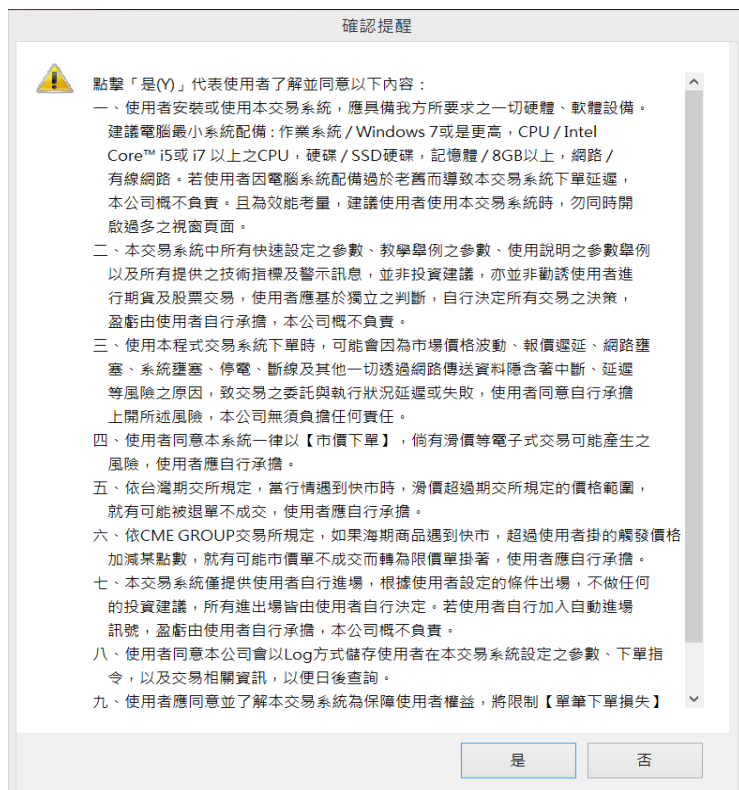 確認提醒
點擊「是(Y)」代表使用者了解並同意以下內容：
一、使用者安裝或使用本交易系統，應具備我方所要求之一切硬體、軟體設備。
建議電腦最小系統配備：作業系統 / Windows 7或是更高，CPU / Intel
Core™ i5或 i7 以上之CPU，硬碟 / SSD硬碟，記憶體 / 8GB以上，網路 /
有線網路。若使用者因電腦系統配備過於老舊而導致本交易系統下單延遲，
本公司概不負責。且為效能考量，建議使用者使用本交易系統時，勿同時開
啟過多之視窗頁面。
二、本交易系統中所有快速設定之參數、教學舉例之參數、使用說明之參數舉例
以及所有提供之技術指標及警示訊息，並非投資建議，亦並非勸誘使用者進
行期貨及股票交易，使用者應基於獨立之判斷，自行決定所有交易之決策，
盈虧由使用者自行承擔，本公司概不負責。
三、使用本程式交易系統下單時，可能會因為市場價格波動、報價遲延、網路壅
塞、系統壅塞、停電、斷線及其他一切透過網路傳送資料隱含著中斷、延遲
等風險之原因，致交易之委託與執行狀況延遲或失敗，使用者同意自行承擔
上開所述風險，本公司無須負擔任何責任。
四、使用者同意本系統一律以【市價下單】，倘有滑價等電子式交易可能產生之
風險，使用者應自行承擔。
五、依台灣期交所規定，當行情遇到快市時，滑價超過期交所規定的價格範圍，
就有可能被退單不成交，使用者應自行承擔。
六、依CME GROUP交易所規定，如果海期商品遇到快市，超過使用者掛的觸發價格
加減某點數，就有可能市價單不成交而轉為限價單掛著，使用者應自行承擔。
七、本交易系統僅提供使用者自行進場，根據使用者設定的條件出場，不做任何
的投資建議，所有進出場皆由使用者自行決定。若使用者自行加入自動進場
訊號，盈虧由使用者自行承擔，本公司概不負責。
八、使用者同意本公司會以Log方式儲存使用者在本交易系統設定之參數、下單指
令，以及交易相關資訊，以便日後查詢。
九、使用者應同意並了解本交易系統為保障使用者權益，將限制【單筆下單損失】
是
否